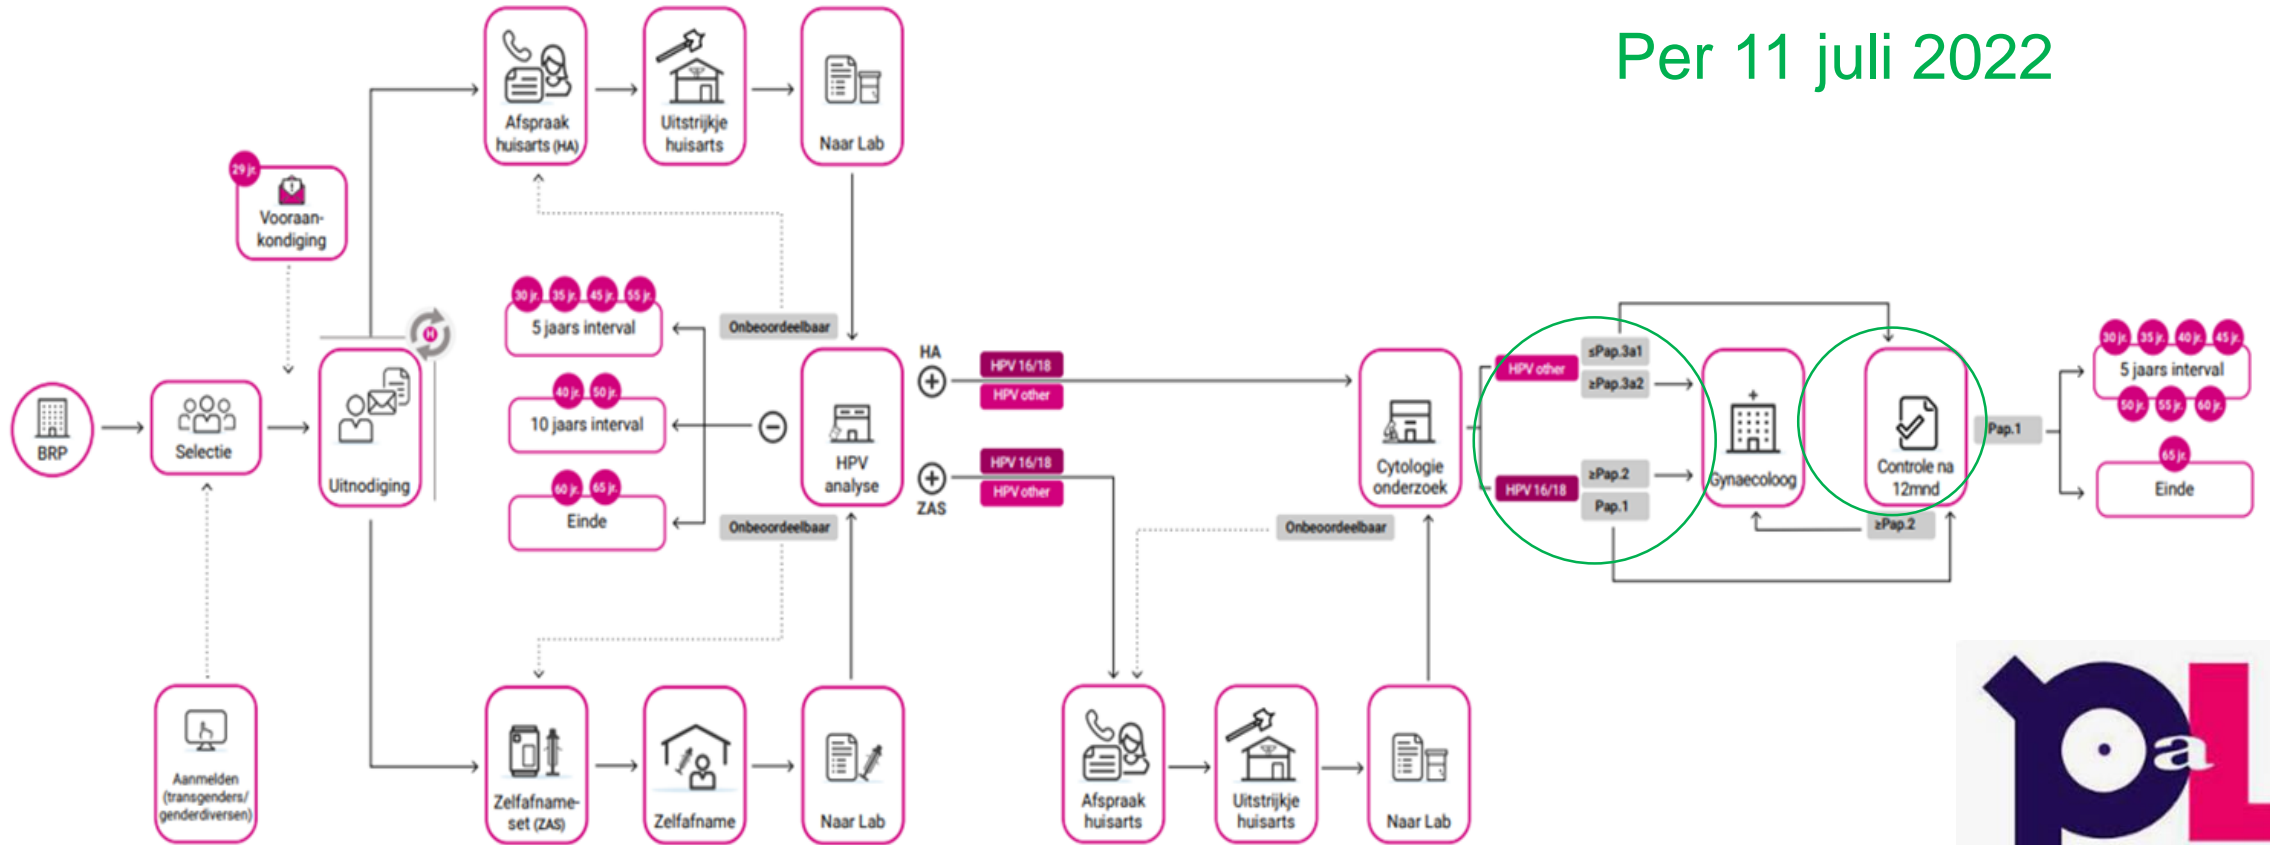 Per 11 juli 2022
Afspraak
huisarts (HA)
Uitstrijkje
huisarts
Naar Lab
29 jr.
Vooraan-
kondiging
BRP
Selectie
Uitnodiging
H
Aanmelden
(transgenders/
genderdiversen)
30 jr. 35 jr. 45 jr. 55 jr.
5 jaars interval
40 jr. 50 jr.
10 jaars interval
60 jr. 65 jr.
Einde
Onbeoordeelbaar
HPV
analyse
Onbeoordeelbaar
Zelfafname-
set (ZAS)
Zelfafname
Naar Lab
HA
HPV 16/18
HPV other
HPV 16/18
HPV other
ZAS
Onbeoordeelbaar
Afspraak
huisarts
Uitstrijkje
huisarts
Naar Lab
Cytologie
onderzoek
HPV other
≤Pap.3a1
≥Pap.3a2
HPV 16/18
≥Pap.2
Pap.1
Gynaecoloog
Controle na
12mnd
≥Pap.2
Pap.1
30 jr. 35 jr. 40 jr. 45 jr.
5 jaars interval
50 jr. 55 jr. 60 jr.
65 jr.
Einde
paL